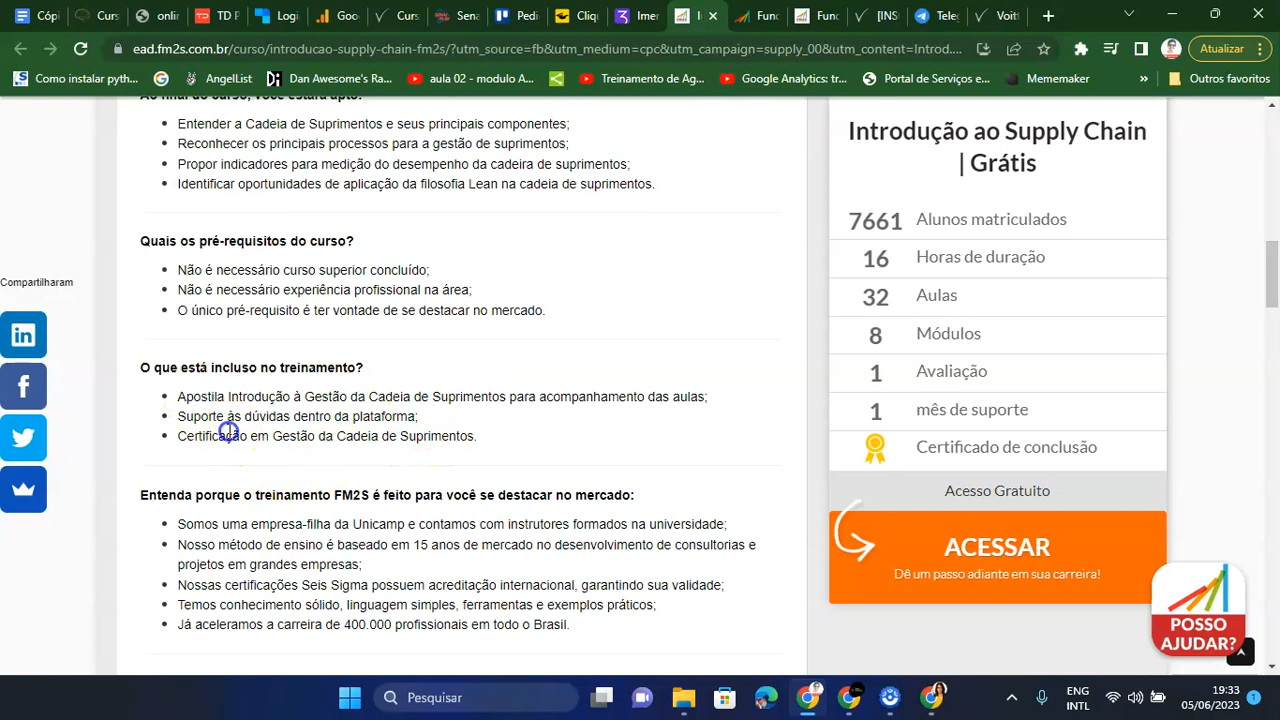 Cópi
Curs
onlir
TD P
Logi
Goo
Curs
Sena
Pedi
Cliq
Imer
I
Func
Func
[INS
Teleg
Voiti
ead.fm2s.com.br/curso/introducao-supply-chain-fm2s/?utm_source=fb&utm_medium=cpc&utm_campaign=supply_00&utm_content=Introd...
Atualizar
Como instalar pyth...
AngelList
Dan Awesome's Ra...
aula 02 - modulo A...
Treinamento de Ag...
Google Analytics: tr...
Portal de Serviços e...
Mememaker
»
Outros favoritos
Ao final do curso, você estará apto:
Entender a Cadeia de Suprimentos e seus principais componentes;
Reconhecer os principais processos para a gestão de suprimentos;
Propor indicadores para medição do desempenho da cadeira de suprimentos;
Identificar oportunidades de aplicação da filosofia Lean na cadeia de suprimentos.
Quais os pré-requisitos do curso?
Não é necessário curso superior concluído;
Não é necessário experiência profissional na área;
O único pré-requisito é ter vontade de se destacar no mercado.
Compartilharam
O que está incluso no treinamento?
Apostila Introdução à Gestão da Cadeia de Suprimentos para acompanhamento das aulas;
Suporte às dúvidas dentro da plataforma;
Certificação em Gestão da Cadeia de Suprimentos.
Entenda porque o treinamento FM2S é feito para você se destacar no mercado:
Somos uma empresa-filha da Unicamp e contamos com instrutores formados na universidade;
Nosso método de ensino é baseado em 15 anos de mercado no desenvolvimento de consultorias e
projetos em grandes empresas;
Nossas certificações Seis Sigma possuem acreditação internacional, garantindo sua validade;
Temos conhecimento sólido, linguagem simples, ferramentas e exemplos práticos;
Já aceleramos a carreira de 400.000 profissionais em todo o Brasil.
Introdução ao Supply Chain
| Grátis
7661 Alunos matriculados
16 Horas de duração
32 Aulas
8 Módulos
1 Avaliação
1 mês de suporte
Certificado de conclusão
Acesso Gratuito
ACESSAR
Dê um passo adiante em sua carreira!
POSSO
AJUDAR?
Pesquisar
ENG
INTL
19:33
05/06/2023
1